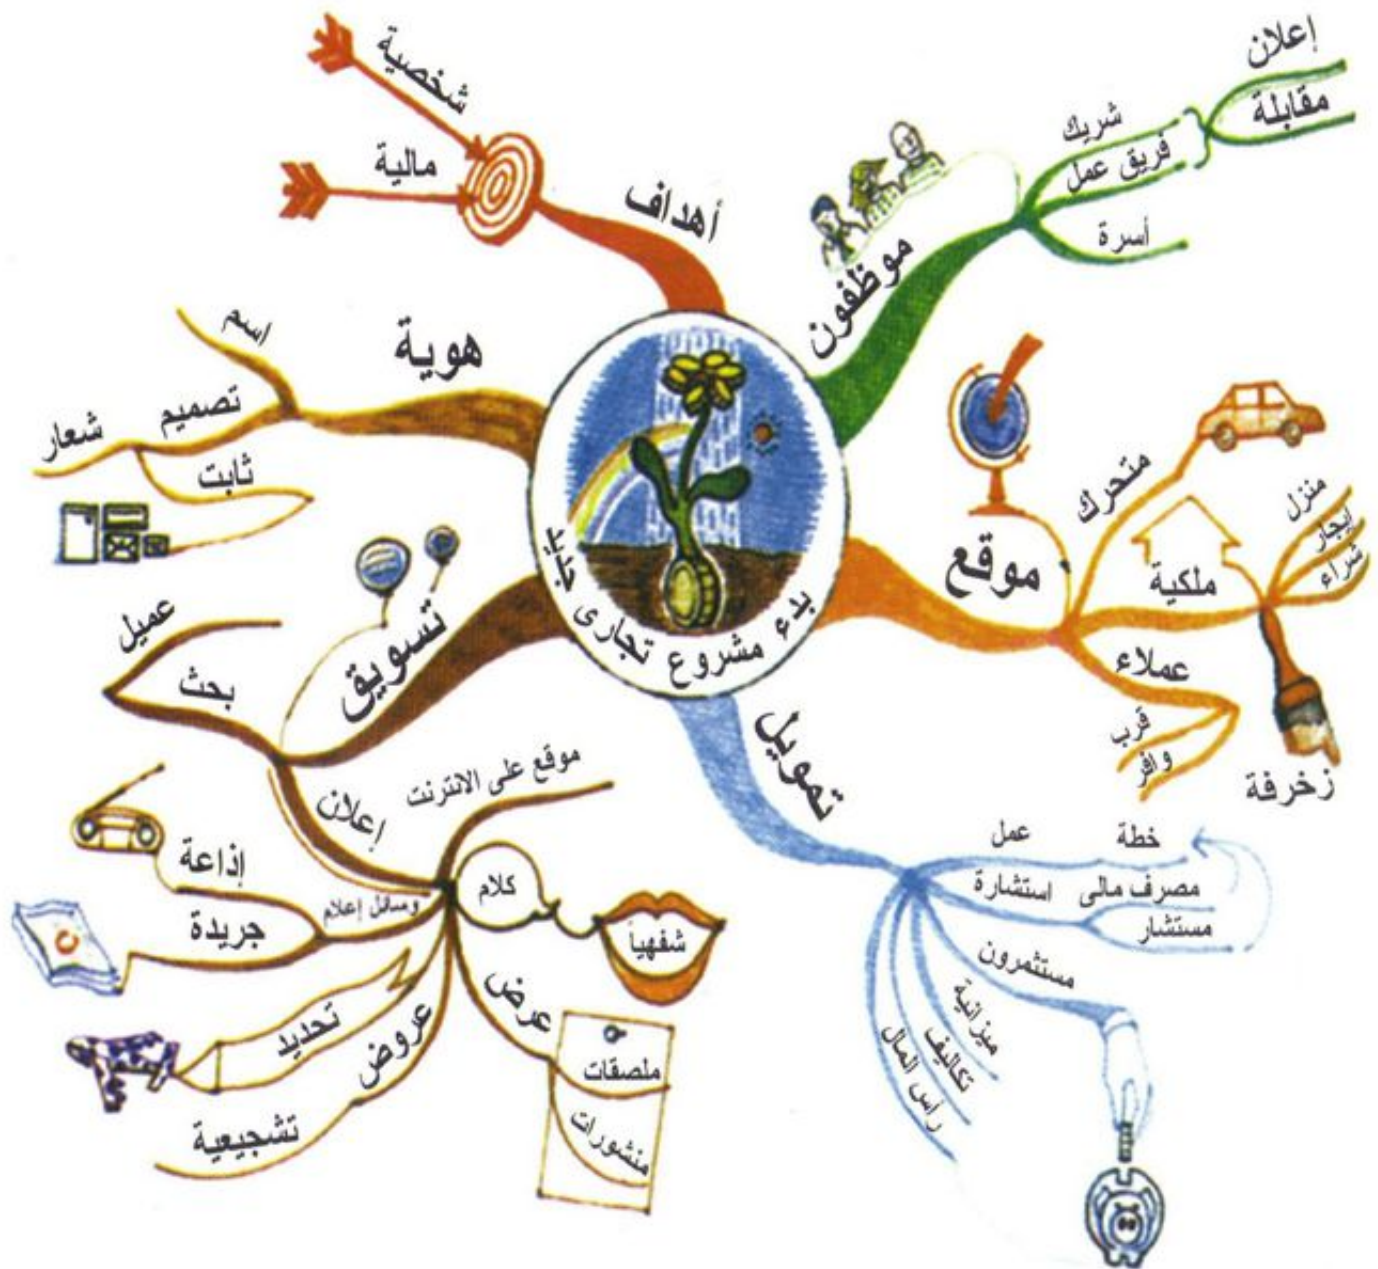 بدء مشروع تجارى جديد
أهداف
شخصية
مالية
موظفون
شريك
فريق عمل
إعلان
مقابلة
أسرة
موقع
متحرك
ملكية
منزل
إيجار
شراء
زخرفة
عملاء
قرب
وافر
تمويل
عمل
خطة
استشارة
مصرف مالى
مستشار
مستثمرون
ميزانية
تكاليف
رأس المال
تسويق
بحث
عميل
إعلان
موقع على الانترنت
كلام
شفهياً
وسائل إعلام
إذاعة
جريدة
عرض
ملصقات
منشورات
عروض
تحديد
تشجيعية
هوية
اسم
تصميم
شعار
ثابت